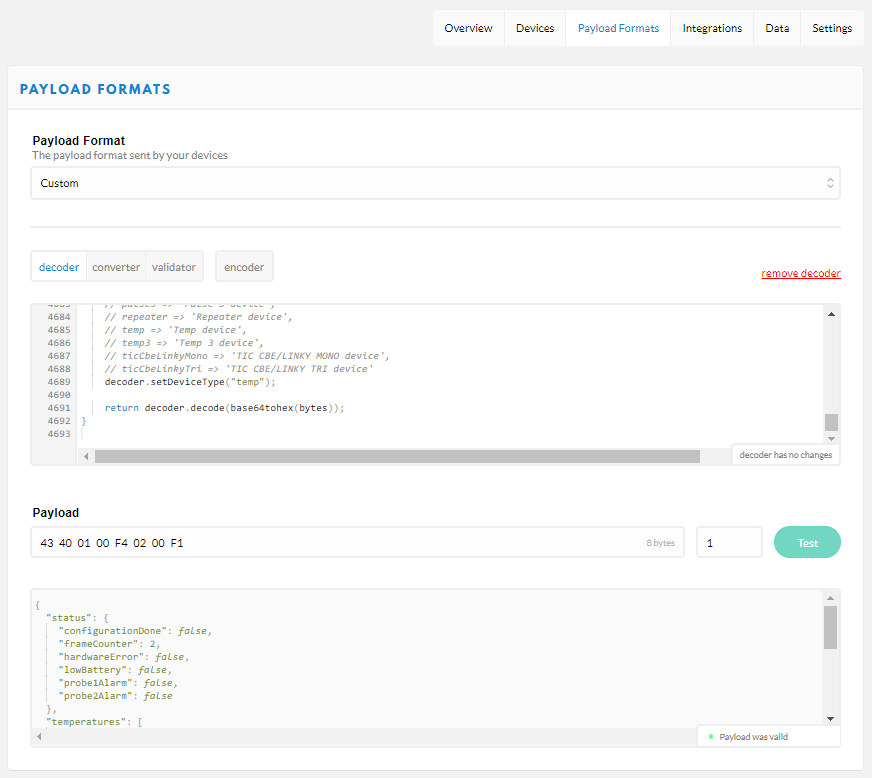 Overview Devices Payload Formats Integrations Data Settings
PAYLOAD FORMATS
Payload Format
The payload format sent by your devices
Custom
decoder converter validator encoder
remove decoder
4684 // repeater => 'Repeater device',
4685 // temp => 'Temp device',
4686 // temp3 => 'Temp 3 device',
4687 // ticCbeLinkyMono => 'TIC CBE/LINKY MONO device',
4688 // ticCbeLinkyTri => 'TIC CBE/LINKY TRI device'
4689 decoder.setDeviceType("temp");
4690
4691 return decoder.decode(base64tohex(bytes));
4692 }
4693
decoder has no changes
Payload
43 40 01 00 F4 02 00 F1 8 bytes 1 Test
{
"status": {
"configurationDone": false,
"frameCounter": 2,
"hardwareError": false,
"lowBattery": false,
"probe1Alarm": false,
"probe2Alarm": false
},
"temperatures": [
Payload was valid